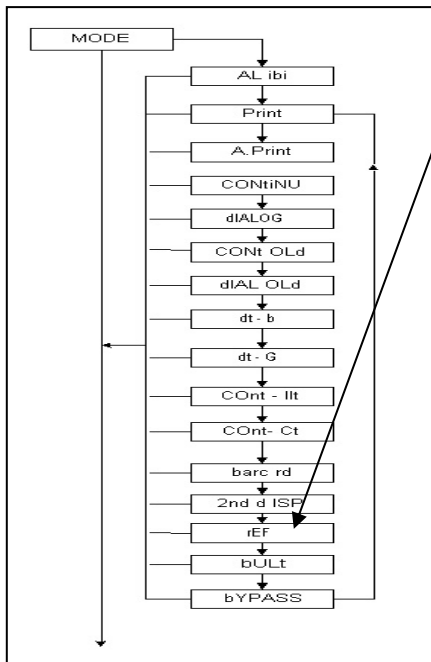 MODE
AL ibi
Print
A.Print
CONtiNU
dIALOG
CONt OLd
dIAL OLd
dt - b
dt - G
COnt - IIt
COnt- Ct
barc rd
2nd d ISP
rEF
bULt
bYPASS